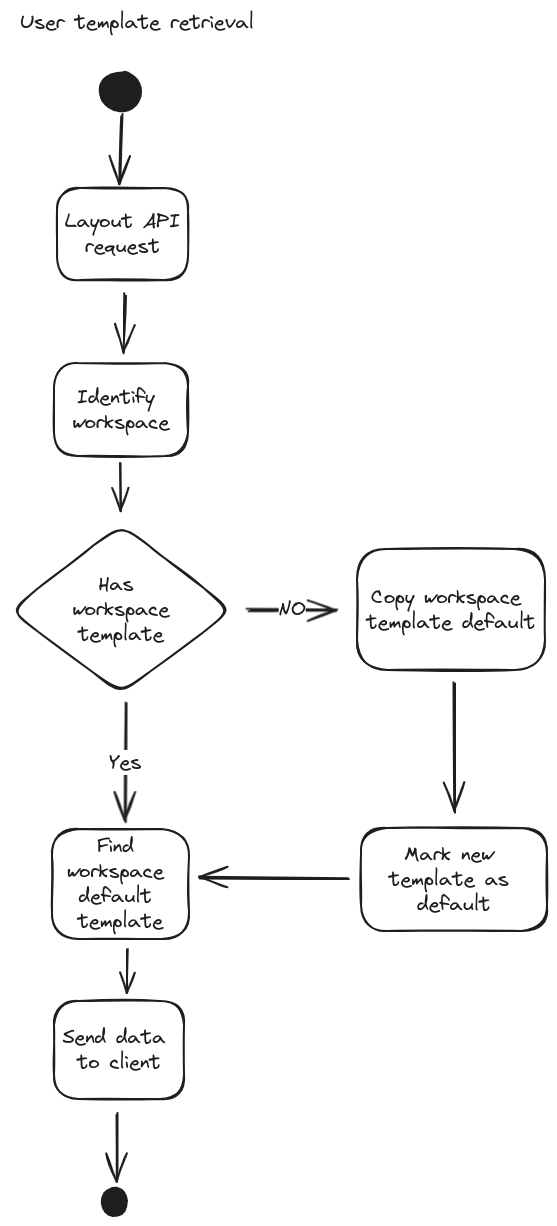 User template retrieval
Layout API
request
Identify
workspace
Has
workspace
template
NO
Copy workspace
template default
Yes
Find
workspace
default
template
Mark new
template as
default
Send data
to client